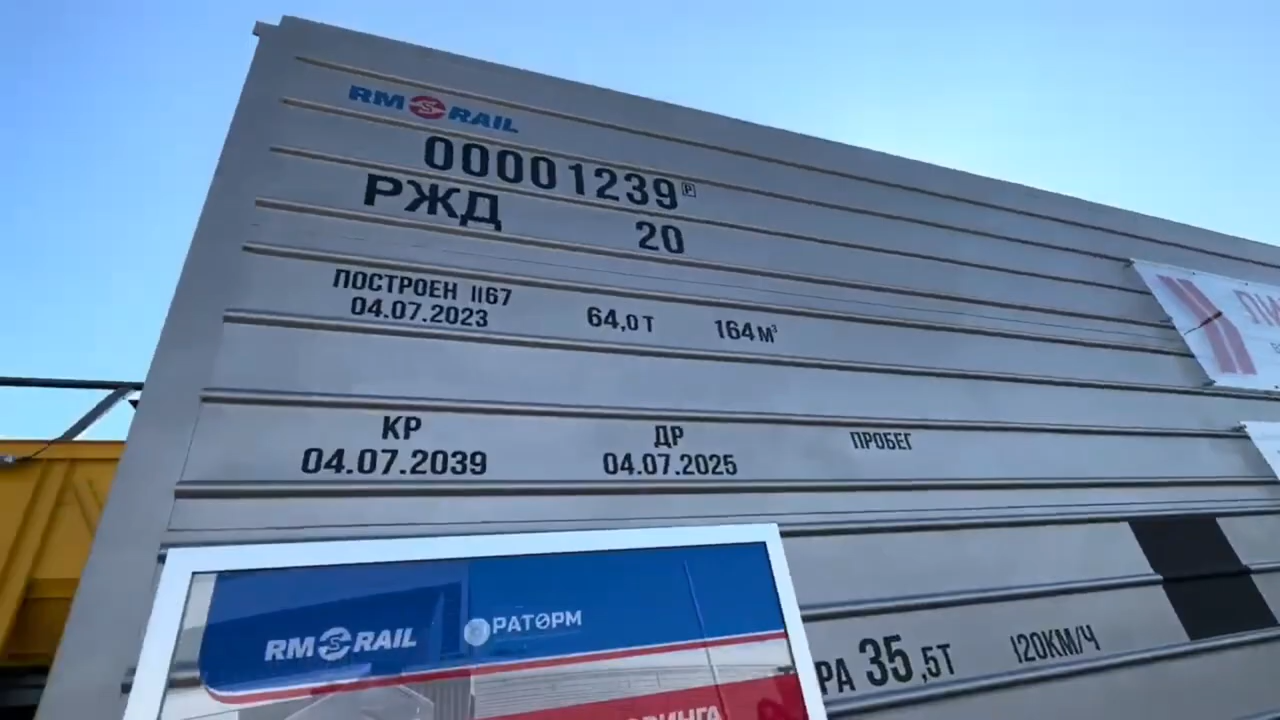 RM RAIL
00001239 Р
РЖД 20
ПОСТРОЕН 1167
04.07.2023 64,0Т 164М³
КР ДР ПРОБЕГ
04.07.2039 04.07.2025
RM RAIL РАТОРМ
35,5Т 120КМ/Ч